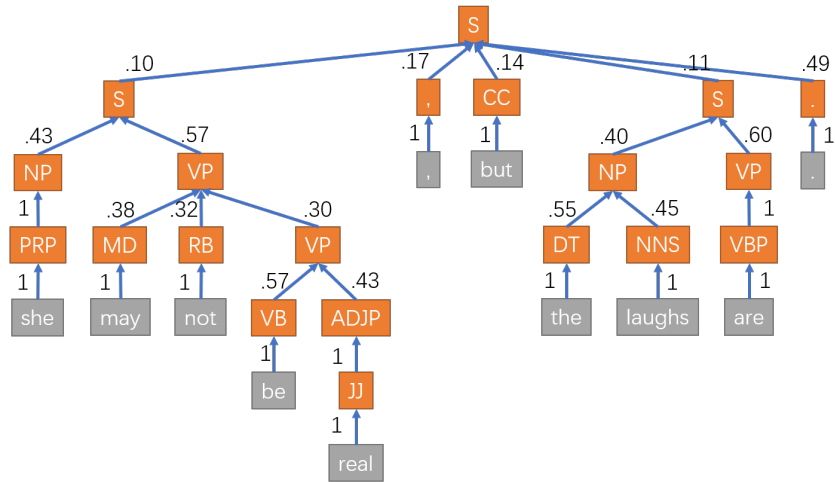 S
.10 .17 .14 .11 .49
S , CC S .
.43 .57 1 1 .40 .60 1
NP VP , but NP VP .
1 .38 .32 .30 .55 .45 1
PRP MD RB VP DT NNS VBP
1 1 1 .57 .43 1 1 1
she may not VB ADJP the laughs are
1 1
be JJ
1
real